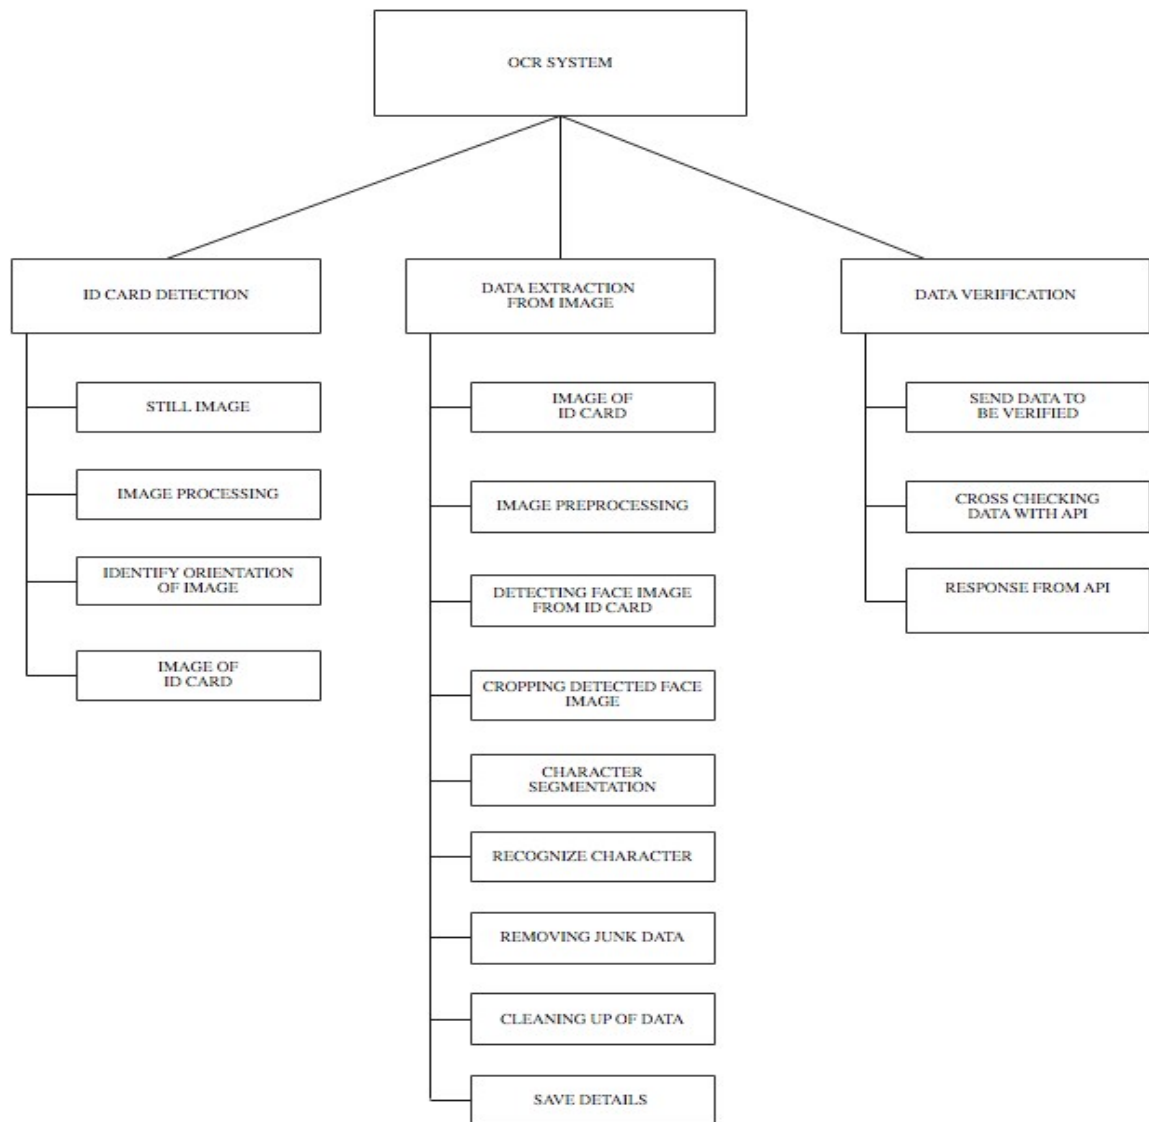 OCR SYSTEM
ID CARD DETECTION
STILL IMAGE
IMAGE PROCESSING
IDENTIFY ORIENTATION
OF IMAGE
IMAGE OF
ID CARD
DATA EXTRACTION
FROM IMAGE
IMAGE OF
ID CARD
IMAGE PREPROCESSING
DETECTING FACE IMAGE
FROM ID CARD
CROPPING DETECTED FACE
IMAGE
CHARACTER
SEGMENTATION
RECOGNIZE CHARACTER
REMOVING JUNK DATA
CLEANING UP OF DATA
SAVE DETAILS
DATA VERIFICATION
SEND DATA TO
BE VERIFIED
CROSS CHECKING
DATA WITH API
RESPONSE FROM API